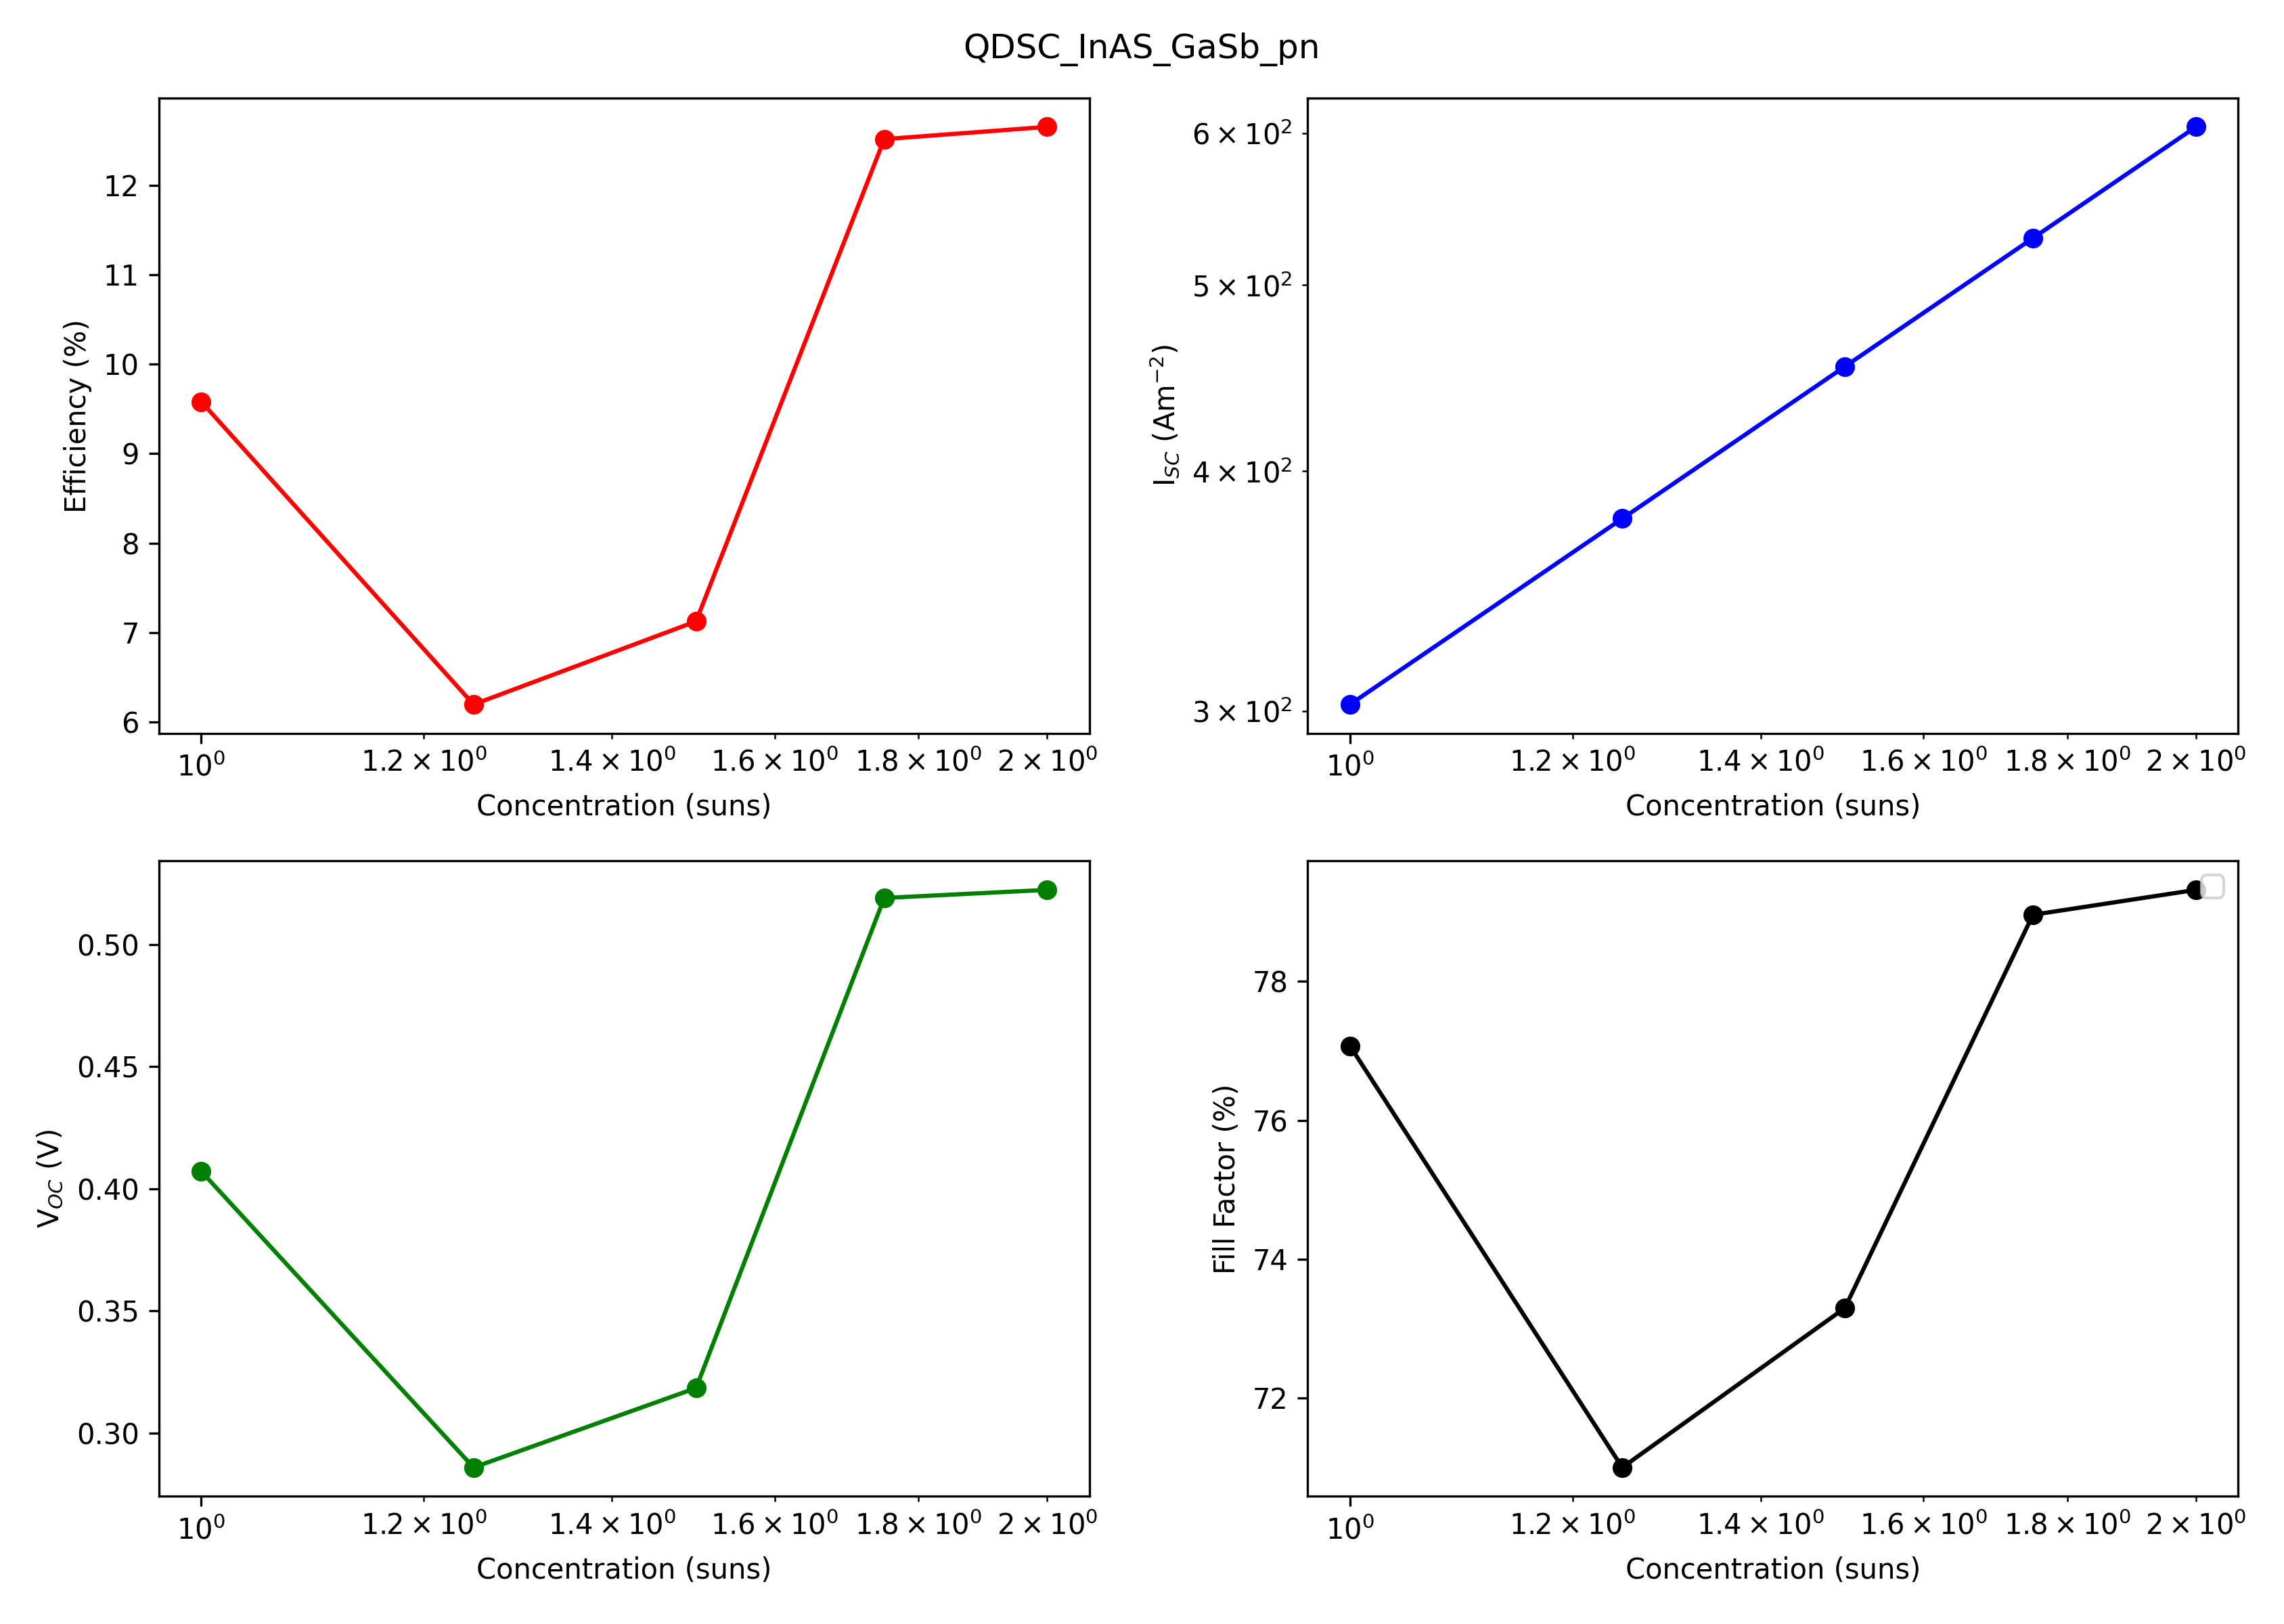 QDSC_InAS_GaSb_pn
Efficiency (%)
12
11
10
9
8
7
6
10⁰
1.2 × 10⁰
1.4 × 10⁰
1.6 × 10⁰
1.8 × 10⁰
2 × 10⁰
Concentration (suns)
I_SC (Am⁻²)
6 × 10²
5 × 10²
4 × 10²
3 × 10²
10⁰
1.2 × 10⁰
1.4 × 10⁰
1.6 × 10⁰
1.8 × 10⁰
2 × 10⁰
Concentration (suns)
V_OC (V)
0.50
0.45
0.40
0.35
0.30
10⁰
1.2 × 10⁰
1.4 × 10⁰
1.6 × 10⁰
1.8 × 10⁰
2 × 10⁰
Concentration (suns)
Fill Factor (%)
78
76
74
72
10⁰
1.2 × 10⁰
1.4 × 10⁰
1.6 × 10⁰
1.8 × 10⁰
2 × 10⁰
Concentration (suns)